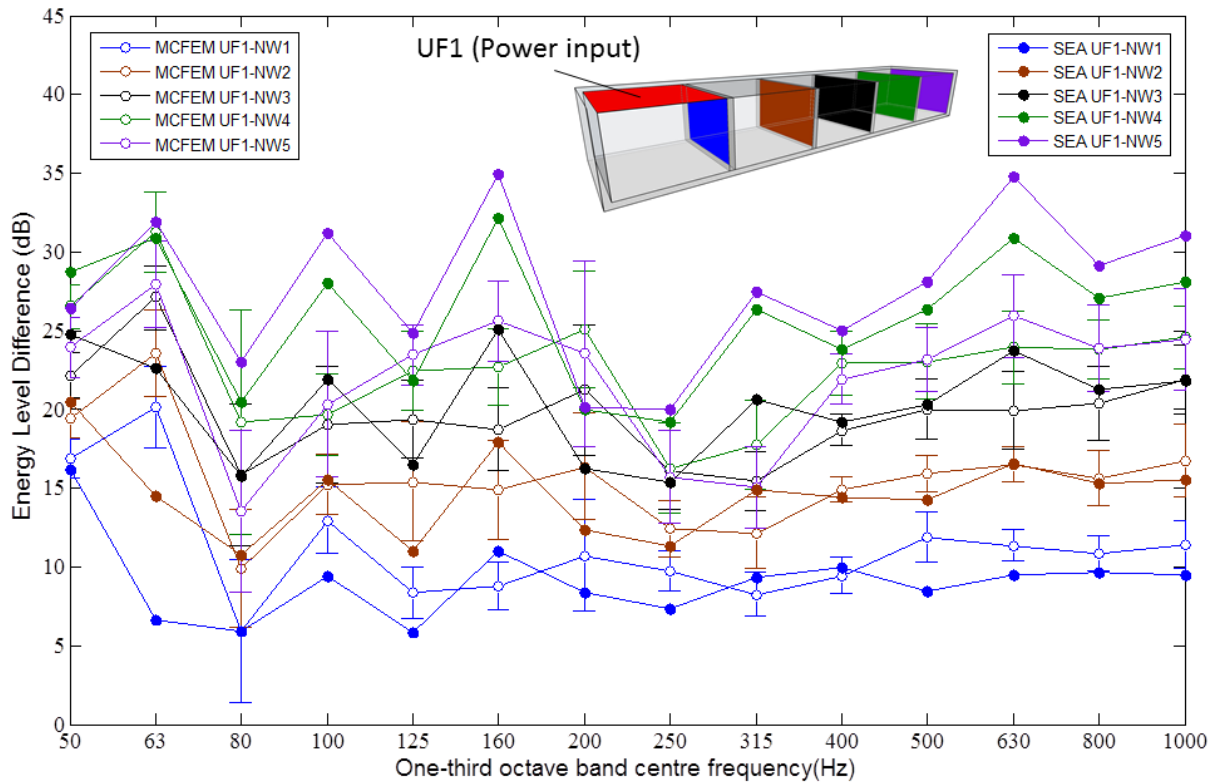 UF1 (Power input)
MCFEM UF1-NW1
MCFEM UF1-NW2
MCFEM UF1-NW3
MCFEM UF1-NW4
MCFEM UF1-NW5
SEA UF1-NW1
SEA UF1-NW2
SEA UF1-NW3
SEA UF1-NW4
SEA UF1-NW5
Energy Level Difference (dB)
45
40
35
30
25
20
15
10
5
0
50 63 80 100 125 160 200 250 315 400 500 630 800 1000
One-third octave band centre frequency(Hz)